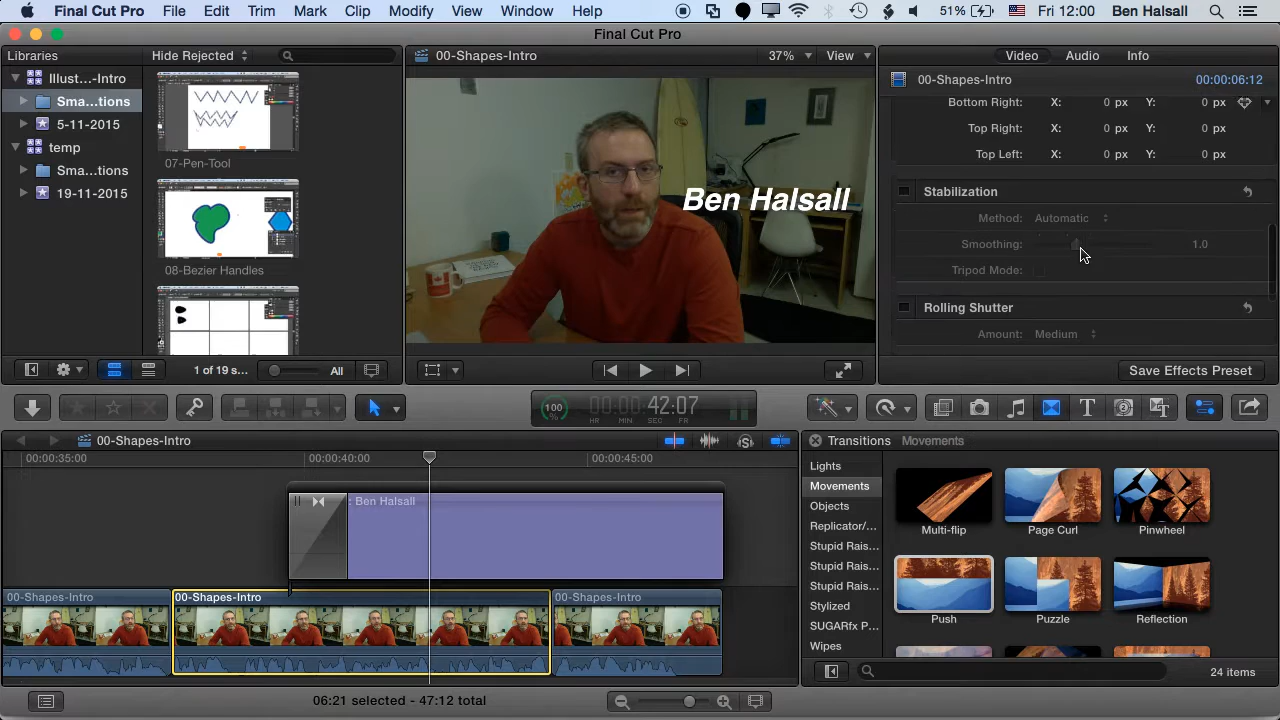 Final Cut Pro File Edit Trim Mark Clip Modify View Window Help 51% Fri 12:00 Ben Halsall
Final Cut Pro
Libraries Hide Rejected 00-Shapes-Intro 37% View Video Audio Info
Illust...-Intro
00-Shapes-Intro 00:00:06:12
Sma...tions
5-11-2015
temp
Sma...tions
19-11-2015
07-Pen-Tool
08-Bezier Handles
Ben Halsall
Bottom Right: X: 0 px Y: 0 px
Top Right: X: 0 px Y: 0 px
Top Left: X: 0 px Y: 0 px
Stabilization
Method: Automatic
Smoothing: 1.0
Tripod Mode:
Rolling Shutter
Amount: Medium
1 of 19 s... All
Save Effects Preset
100 00:00:42:07
HR MIN SEC FR
00-Shapes-Intro
00:00:35:00 00:00:40:00 00:00:45:00
: Ben Halsall
00-Shapes-Intro 00-Shapes-Intro 00-Shapes-Intro
06:21 selected - 47:12 total
Transitions Movements
Lights
Movements
Objects
Replicator/...
Stupid Rais...
Stupid Rais...
Stupid Rais...
Stylized
SUGARfx P...
Wipes
Multi-flip Page Curl Pinwheel
Push Puzzle Reflection
24 items